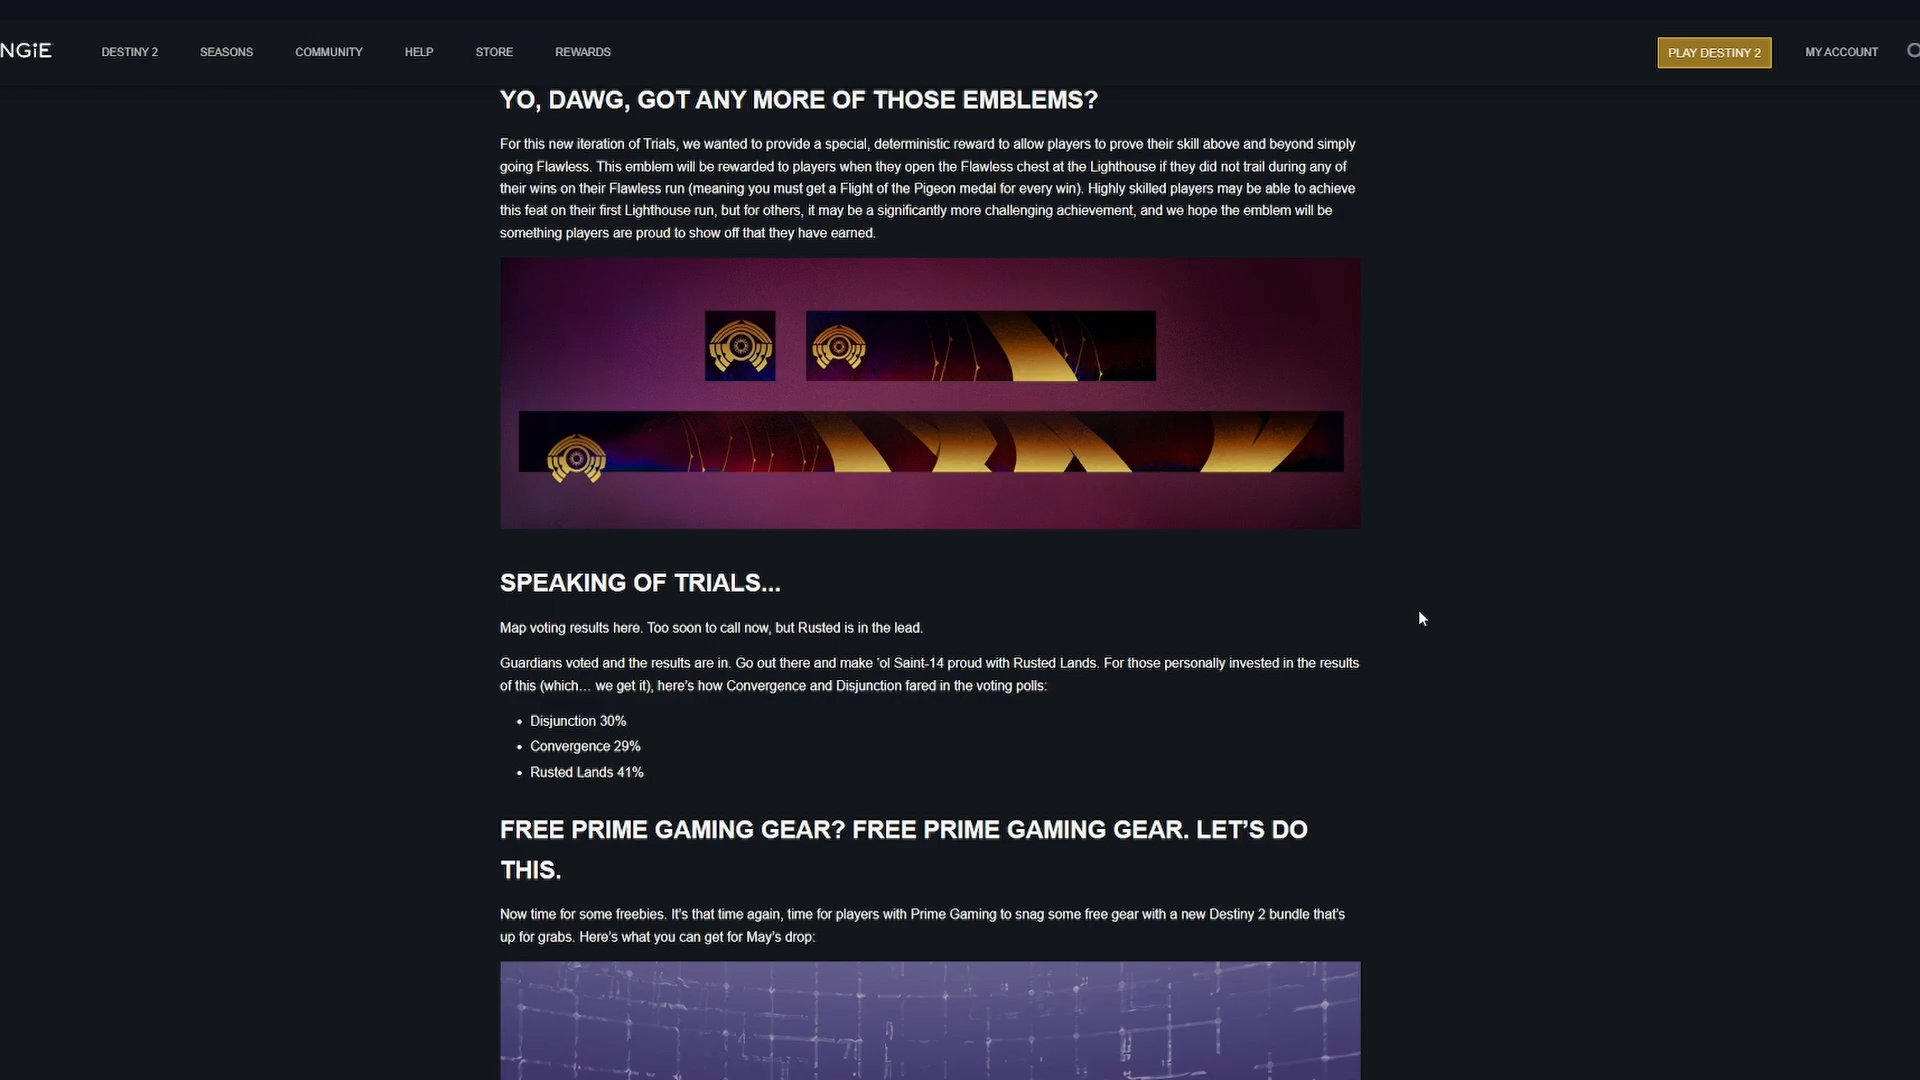 NGiE
DESTINY 2
SEASONS
COMMUNITY
HELP
STORE
REWARDS
PLAY DESTINY 2
MY ACCOUNT
YO, DAWG, GOT ANY MORE OF THOSE EMBLEMS?
For this new iteration of Trials, we wanted to provide a special, deterministic reward to allow players to prove their skill above and beyond simply
going Flawless. This emblem will be rewarded to players when they open the Flawless chest at the Lighthouse if they did not trail during any of
their wins on their Flawless run (meaning you must get a Flight of the Pigeon medal for every win). Highly skilled players may be able to achieve
this feat on their first Lighthouse run, but for others, it may be a significantly more challenging achievement, and we hope the emblem will be
something players are proud to show off that they have earned.
SPEAKING OF TRIALS...
Map voting results here. Too soon to call now, but Rusted is in the lead.
Guardians voted and the results are in. Go out there and make 'ol Saint-14 proud with Rusted Lands. For those personally invested in the results
of this (which… we get it), here's how Convergence and Disjunction fared in the voting polls:
• Disjunction 30%
• Convergence 29%
• Rusted Lands 41%
FREE PRIME GAMING GEAR? FREE PRIME GAMING GEAR. LET'S DO
THIS.
Now time for some freebies. It's that time again, time for players with Prime Gaming to snag some free gear with a new Destiny 2 bundle that's
up for grabs. Here's what you can get for May's drop: